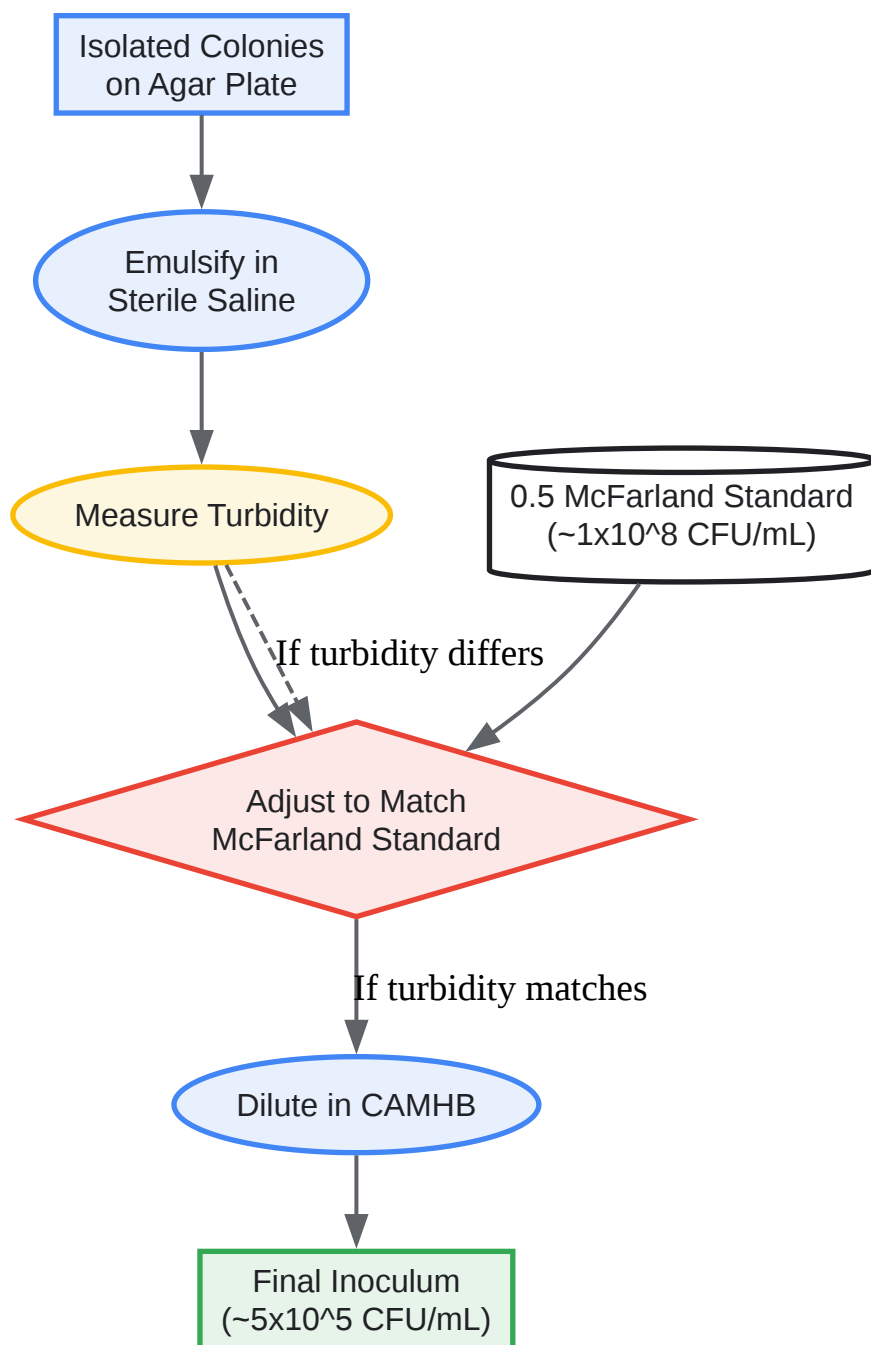 Isolated Colonies
on Agar Plate
Emulsify in
Sterile Saline
Measure Turbidity
0.5 McFarland Standard
(~1x10^8 CFU/mL)
If turbidity differs
Adjust to Match
McFarland Standard
If turbidity matches
Dilute in CAMHB
Final Inoculum
(~5x10^5 CFU/mL)